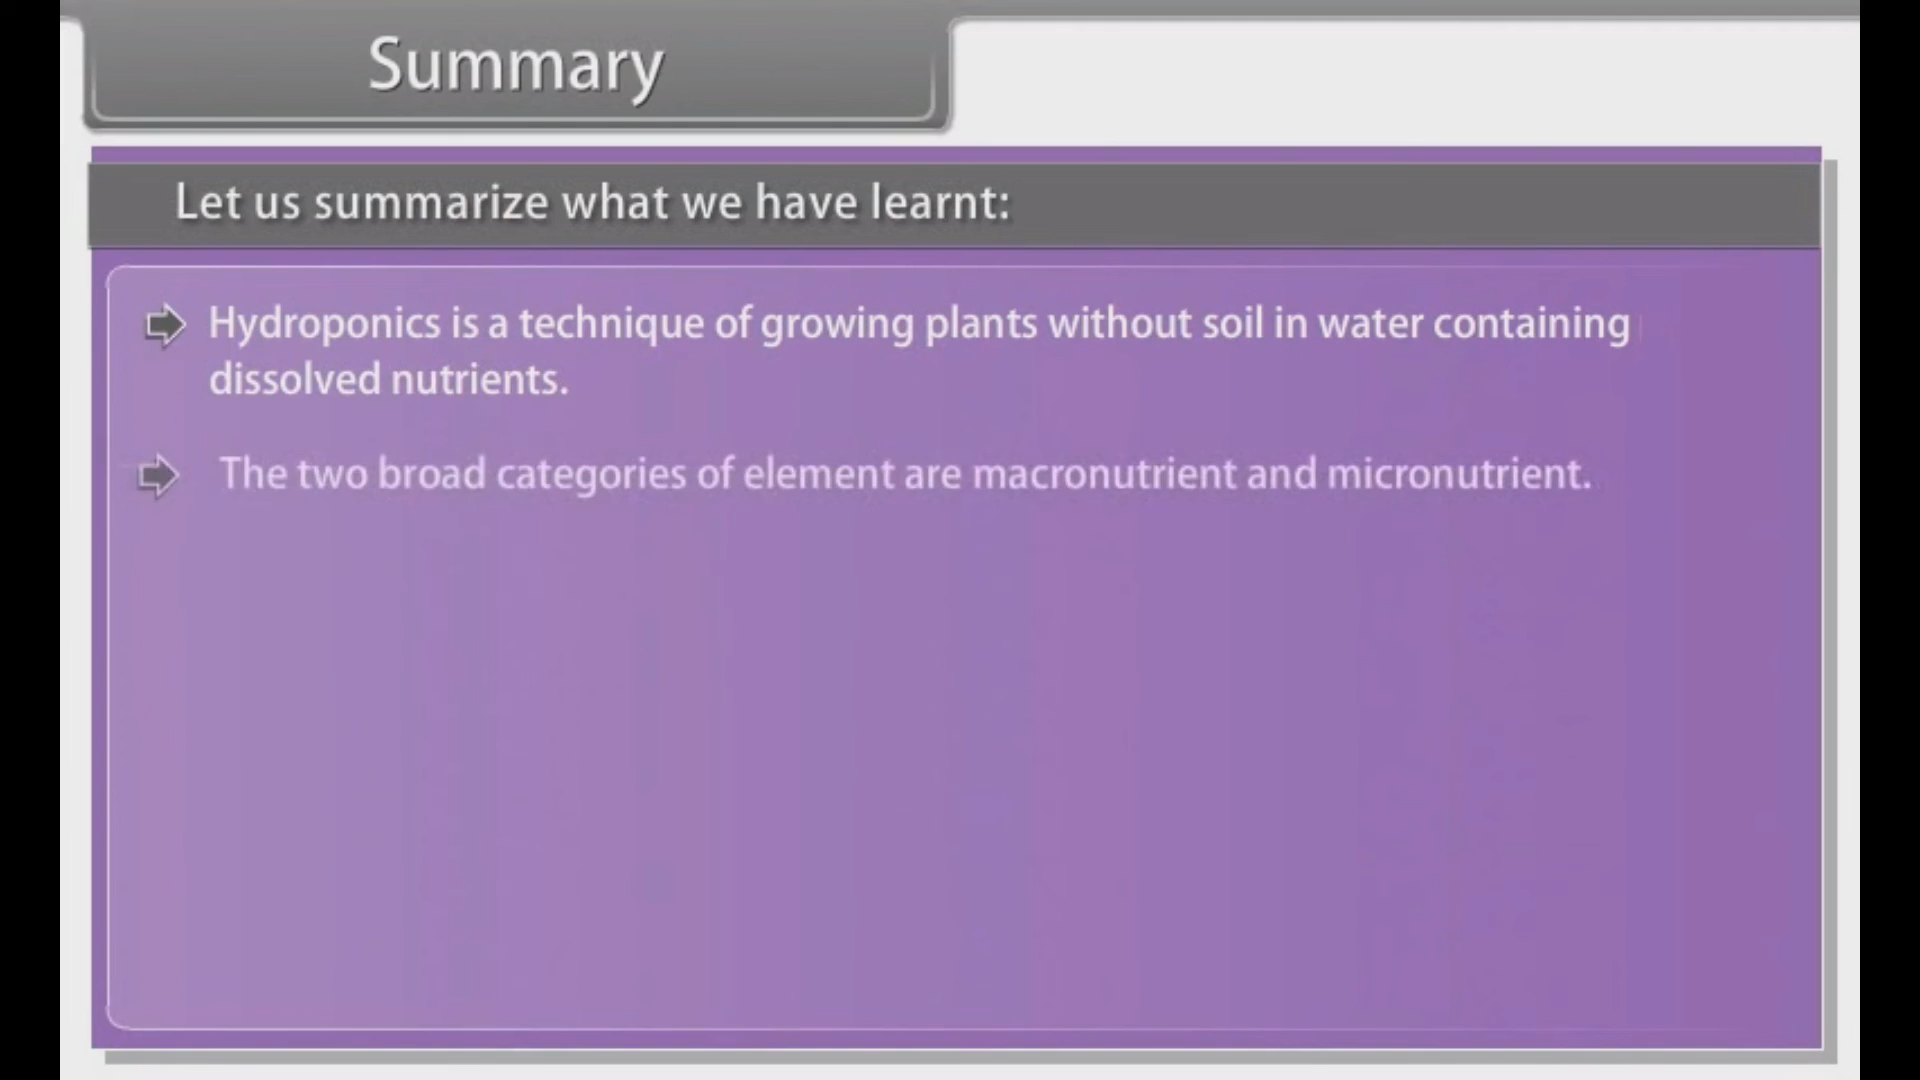 Summary
Let us summarize what we have learnt:
Hydroponics is a technique of growing plants without soil in water containing
dissolved nutrients.
The two broad categories of element are macronutrient and micronutrient.